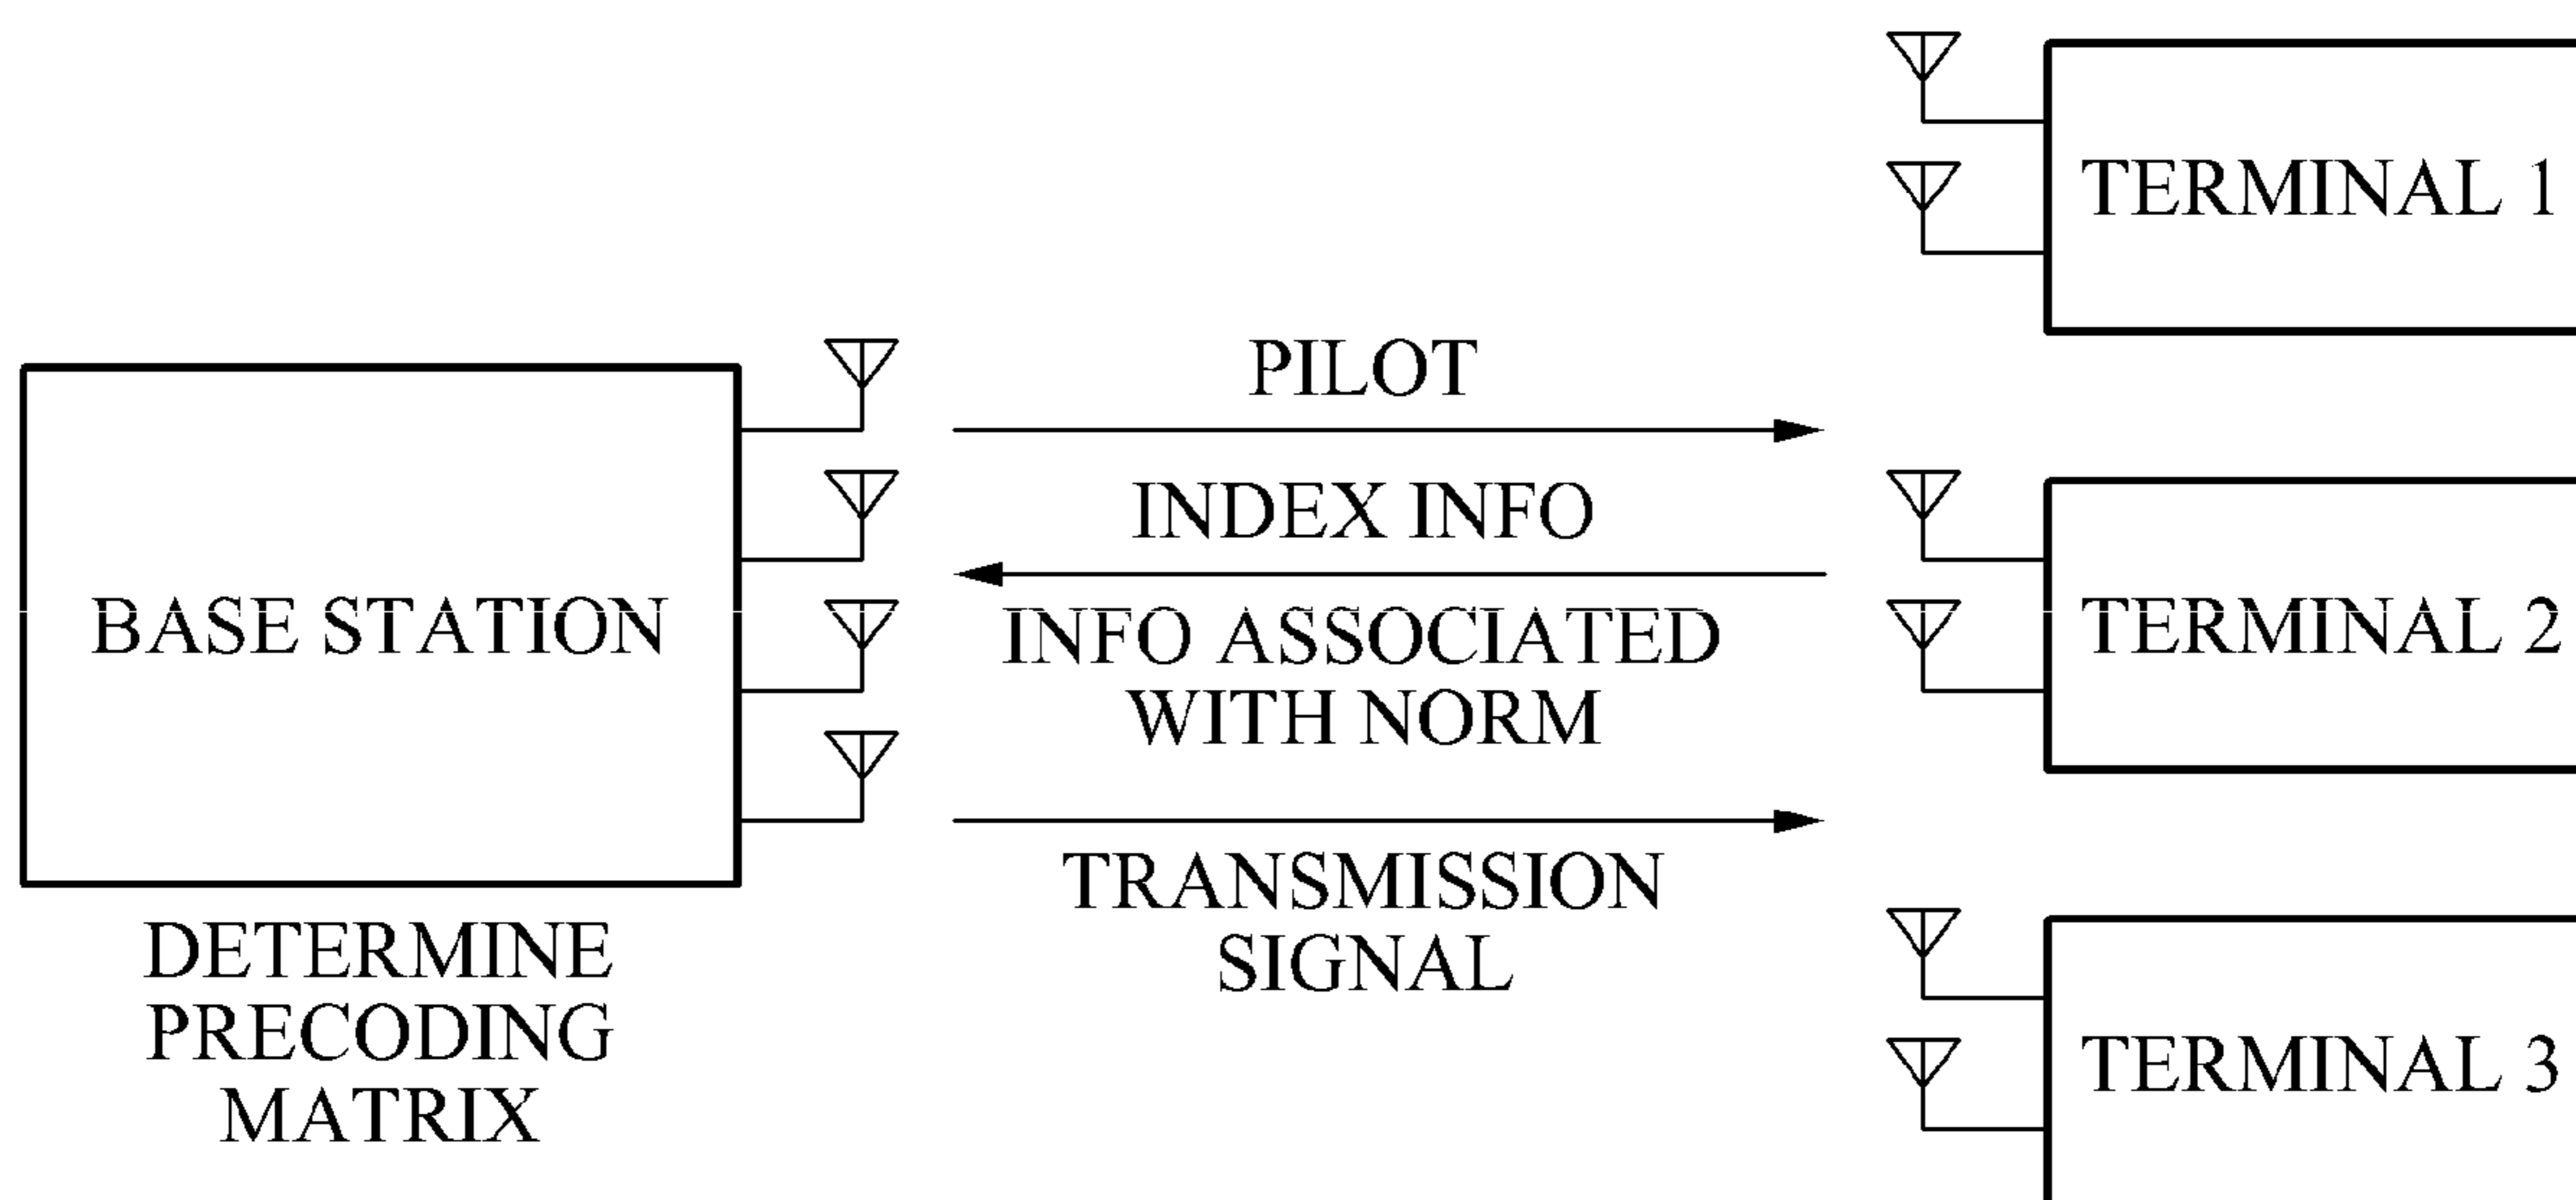 TERMINAL 1
PILOT
INDEX INFO
BASE STATION
INFO ASSOCIATED
WITH NORM
TERMINAL 2
TRANSMISSION
SIGNAL
DETERMINE
PRECODING
MATRIX
TERMINAL 3